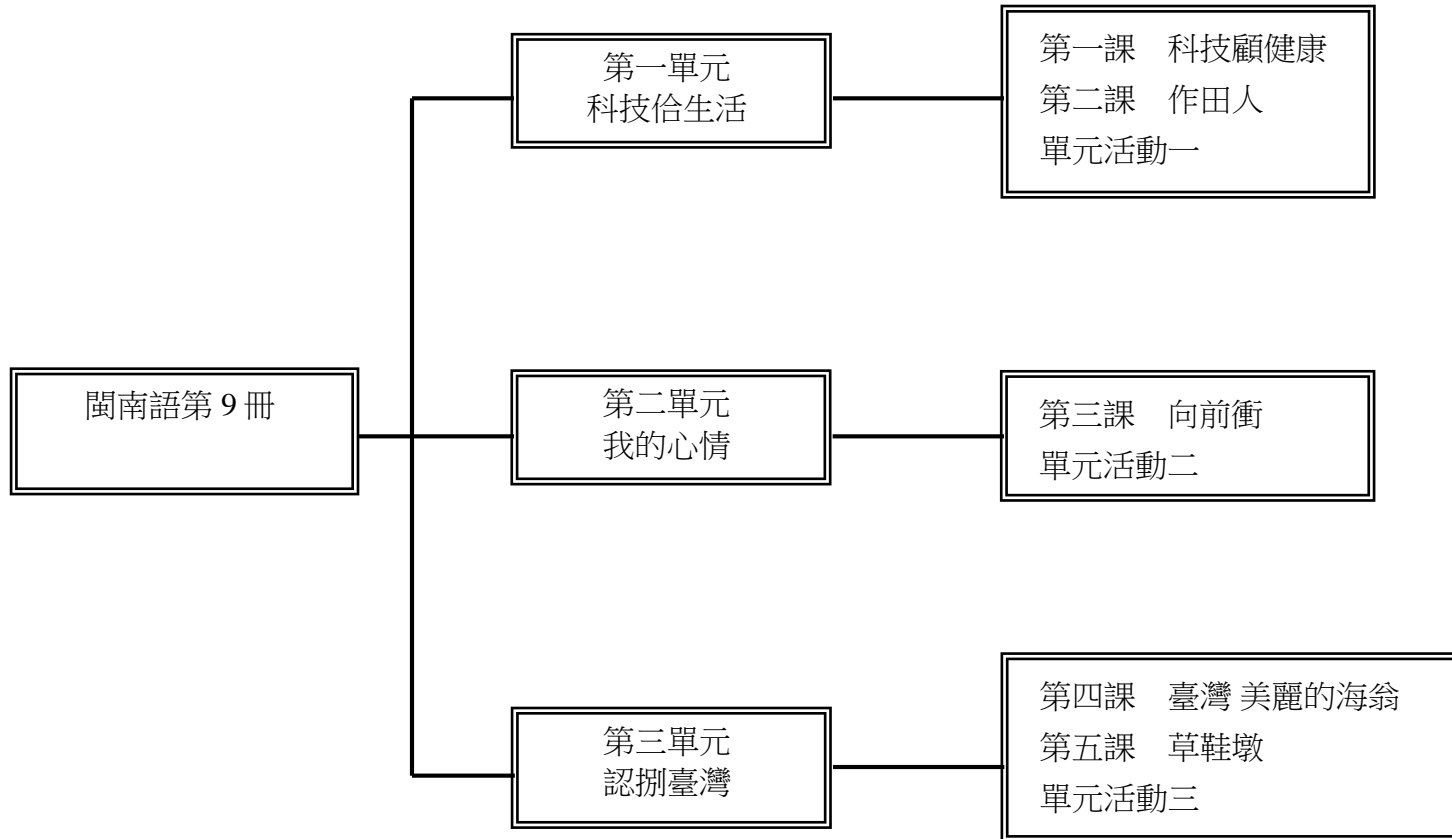 閩南語第 9 冊
第一單元
科技佮生活
第一課 科技顧健康
第二課 作田人
單元活動一
第二單元
我的心情
第三課 向前衝
單元活動二
第三單元
認捌臺灣
第四課 臺灣 美麗的海翁
第五課 草鞋墩
單元活動三